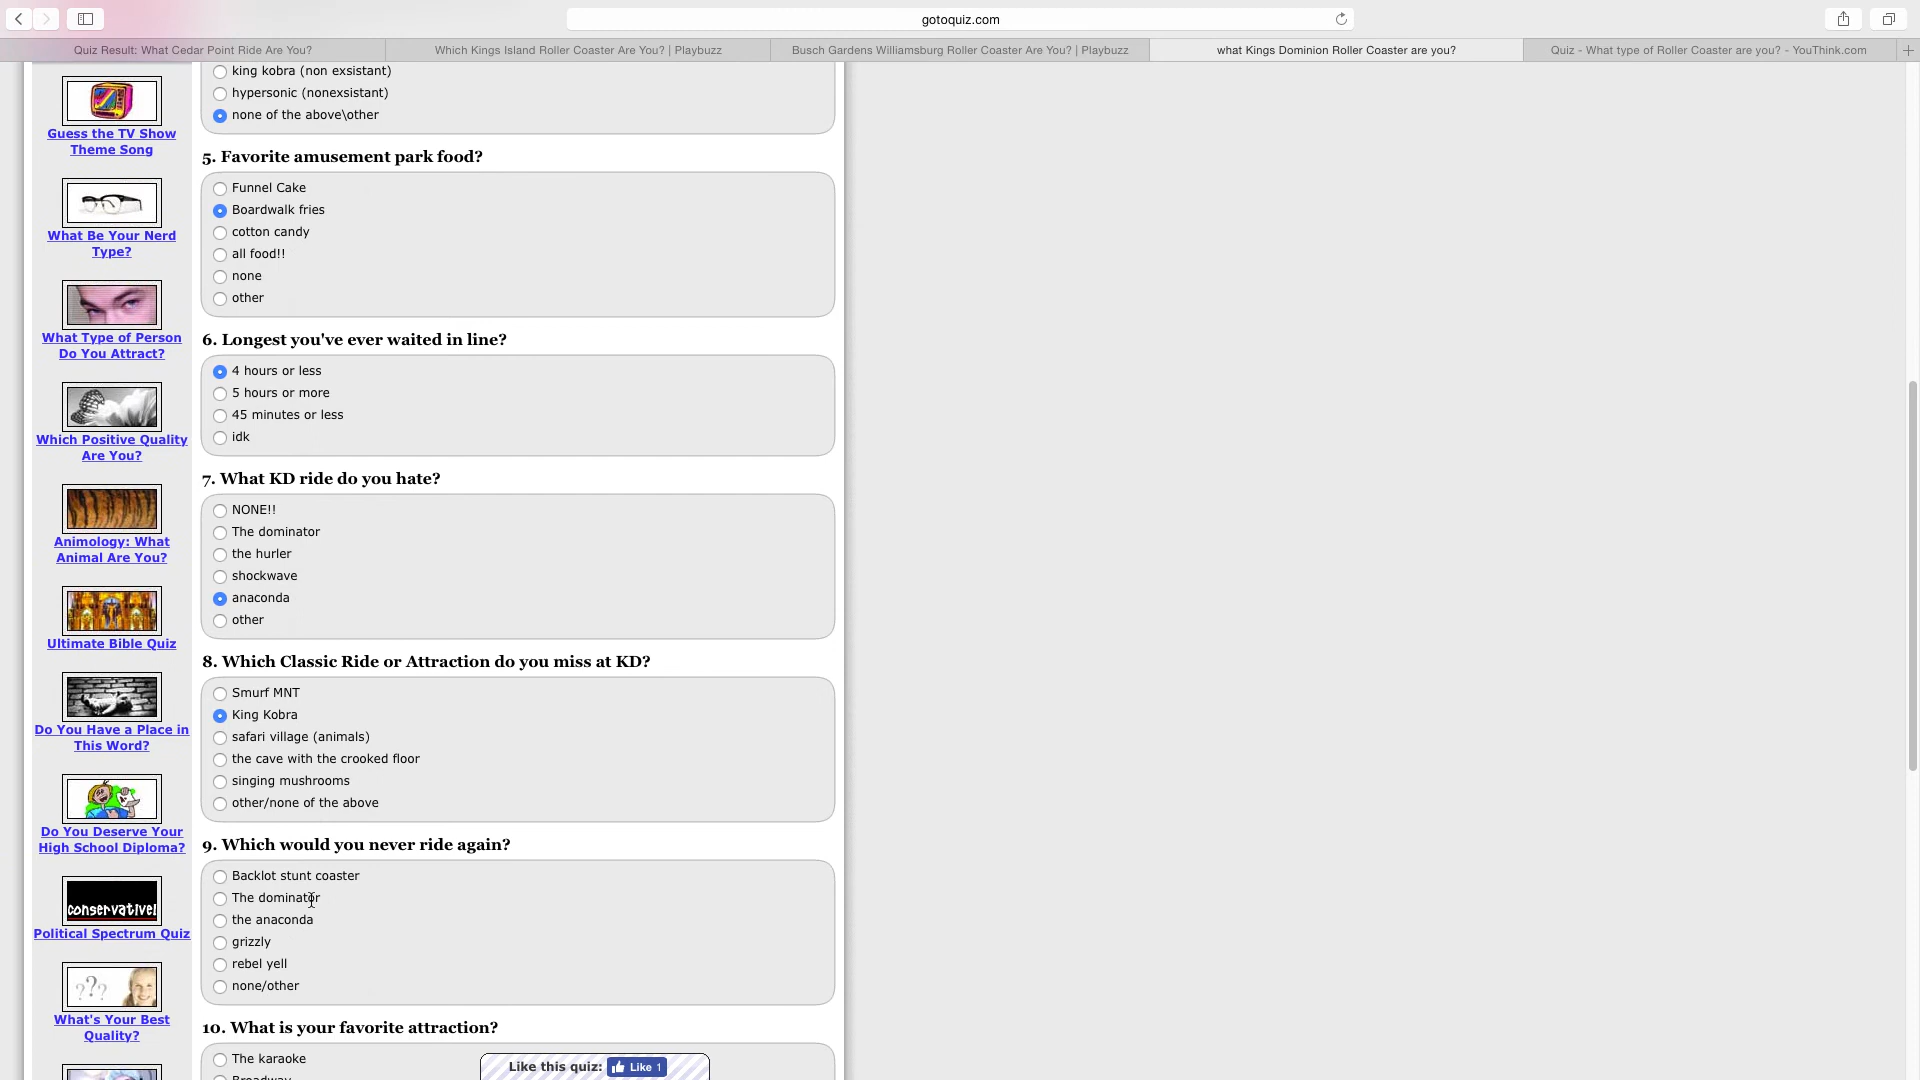 gotoquiz.com
Quiz Result: What Cedar Point Ride Are You?
Which Kings Island Roller Coaster Are You? | Playbuzz
Busch Gardens Williamsburg Roller Coaster Are You? | Playbuzz
what Kings Dominion Roller Coaster are you?
Quiz - What type of Roller Coaster are you? - YouThink.com
Guess the TV Show
Theme Song
What Be Your Nerd
Type?
What Type of Person
Do You Attract?
Which Positive Quality
Are You?
Animology: What
Animal Are You?
Ultimate Bible Quiz
Do You Have a Place in
This Word?
Do You Deserve Your
High School Diploma?
conservative!
Political Spectrum Quiz
???
What's Your Best
Quality?
king kobra (non exsistant)
hypersonic (nonexsistant)
none of the above\other
5. Favorite amusement park food?
Funnel Cake
Boardwalk fries
cotton candy
all food!!
none
other
6. Longest you've ever waited in line?
4 hours or less
5 hours or more
45 minutes or less
idk
7. What KD ride do you hate?
NONE!!
The dominator
the hurler
shockwave
anaconda
other
8. Which Classic Ride or Attraction do you miss at KD?
Smurf MNT
King Kobra
safari village (animals)
the cave with the crooked floor
singing mushrooms
other/none of the above
9. Which would you never ride again?
Backlot stunt coaster
The dominator
the anaconda
grizzly
rebel yell
none/other
10. What is your favorite attraction?
The karaoke
Broadway
Like this quiz: Like 1